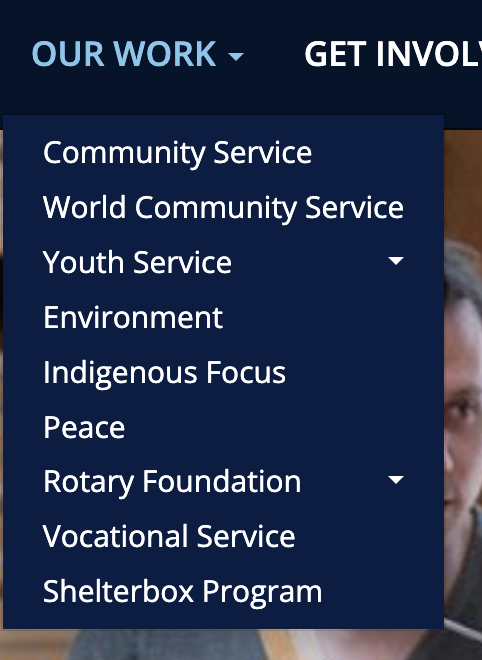 OUR WORK GET INVOL
Community Service
World Community Service
Youth Service
Environment
Indigenous Focus
Peace
Rotary Foundation
Vocational Service
Shelterbox Program